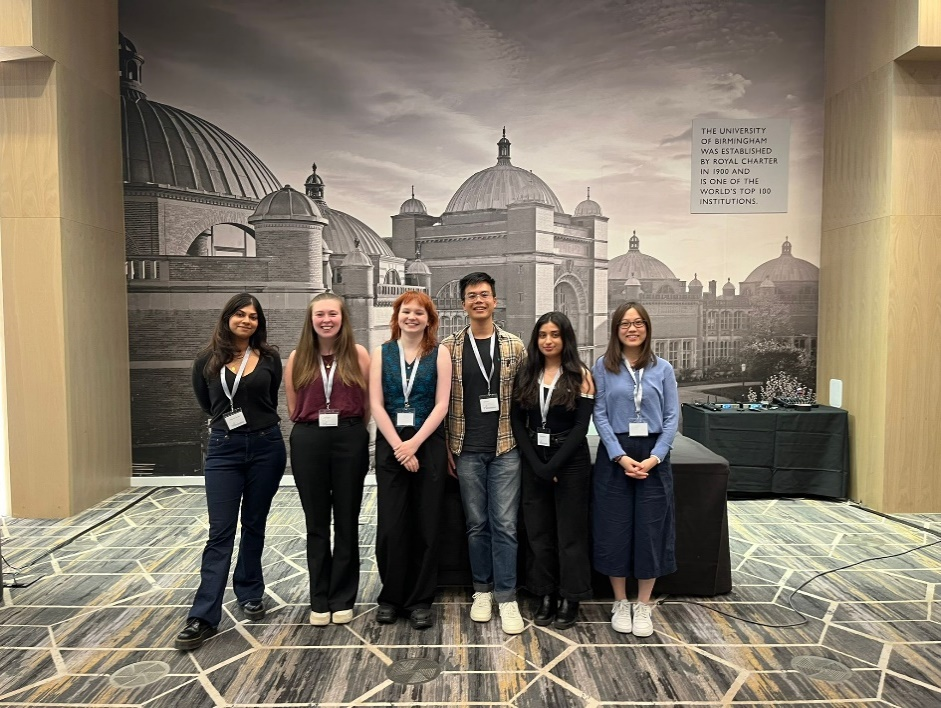 THE UNIVERSITY
OF BIRMINGHAM
WAS ESTABLISHED
BY ROYAL CHARTER
IN 1900 AND
IS ONE OF THE
WORLD'S TOP 100
INSTITUTIONS.